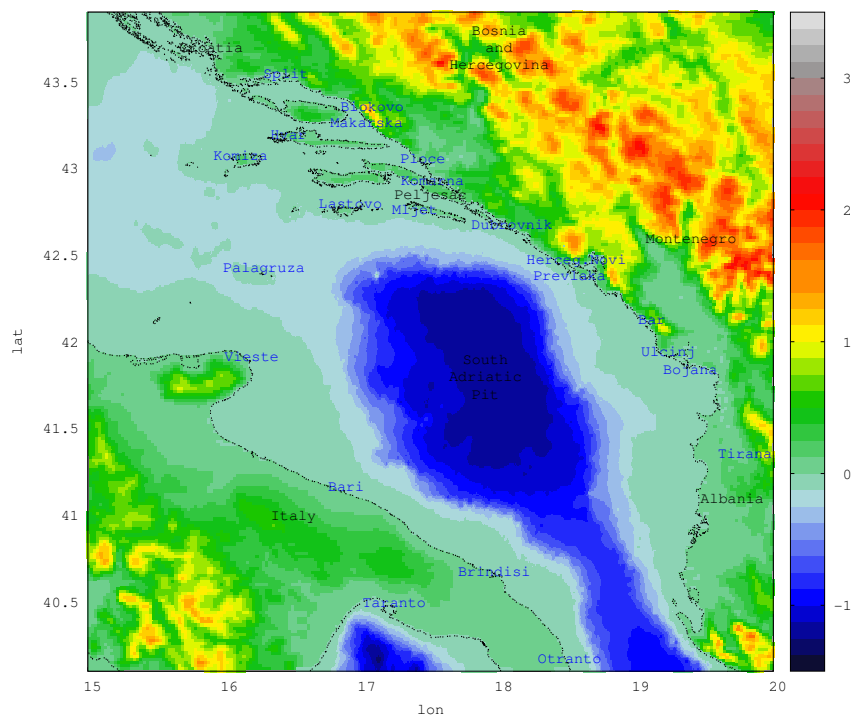 Bosnia
and
Hercegovina
Croatia
Split
Biokovo
Makarska
Hvar
Komiza
Ploce
Komarna
Peljesac
Lastovo
Mljet
Dubrovnik
Montenegro
Herceg Novi
Prevlaka
Palagruza
Bar
Ulcinj
Bojana
Vieste
South
Adriatic
Pit
Tirana
Albania
Bari
Italy
Brindisi
Taranto
Otranto
43.5
43
42.5
42
41.5
41
40.5
lat
15
16
17
18
19
20
lon
3
2
1
0
−1